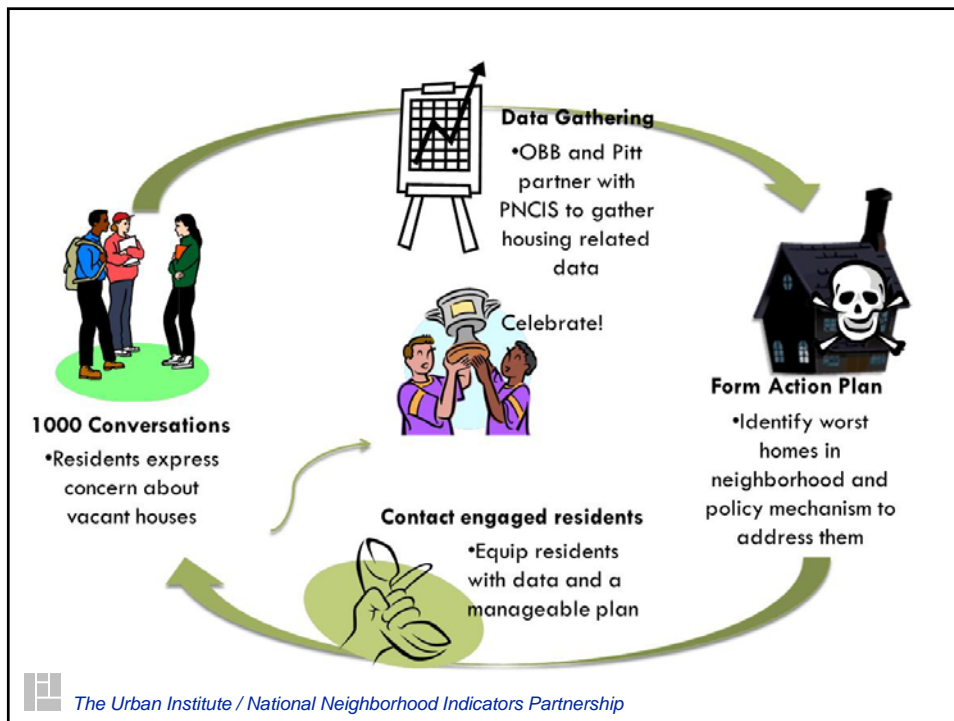 Data Gathering
•OBB and Pitt
partner with
PNCIS to gather
housing related
data
Celebrate!
1000 Conversations
•Residents express
concern about
vacant houses
Form Action Plan
•Identify worst
homes in
neighborhood and
policy mechanism to
address them
Contact engaged residents
•Equip residents
with data and a
manageable plan
The Urban Institute / National Neighborhood Indicators Partnership